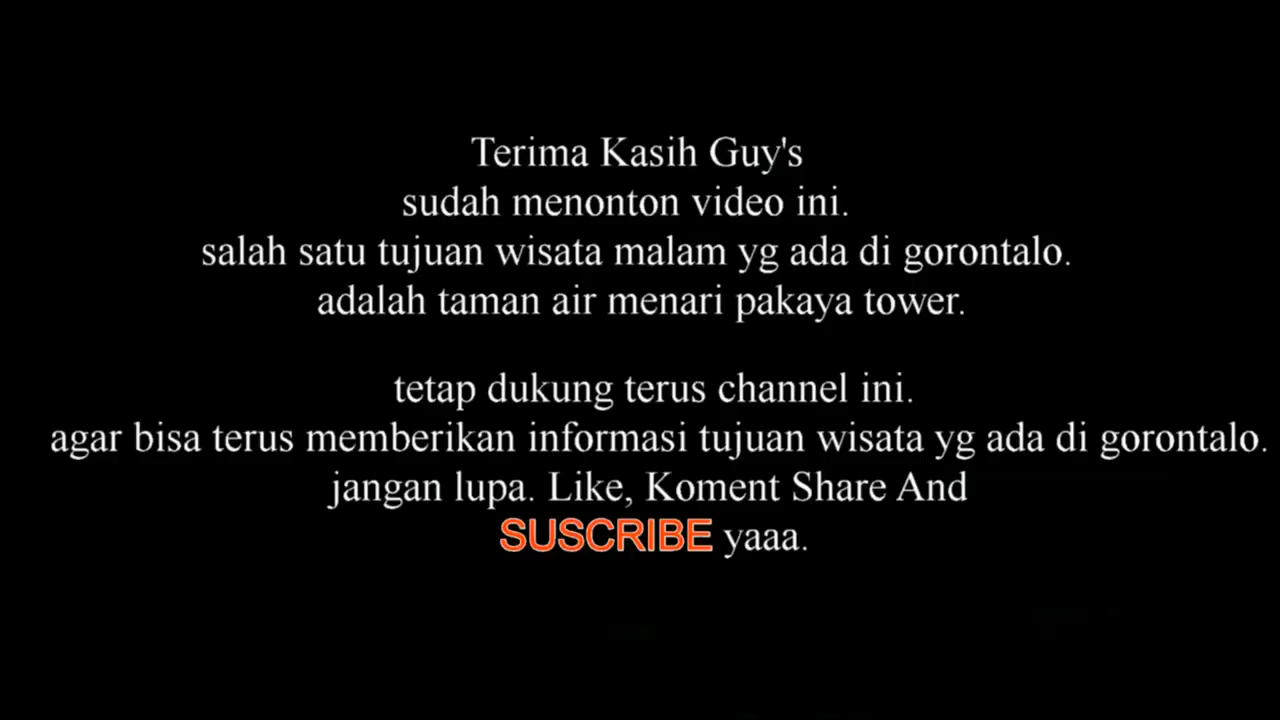 Terima Kasih Guy's
sudah menonton video ini.
salah satu tujuan wisata malam yg ada di gorontalo.
adalah taman air menari pakaya tower.
tetap dukung terus channel ini.
agar bisa terus memberikan informasi tujuan wisata yg ada di gorontalo.
jangan lupa. Like, Koment Share And
SUSCRIBE yaaa.